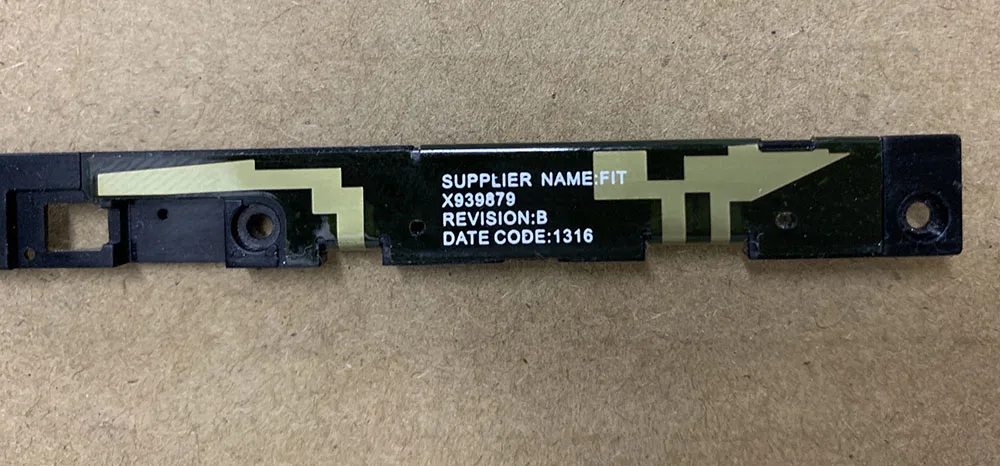 SUPPLIER NAME:FIT
X939879
REVISION:B
DATE CODE:1316